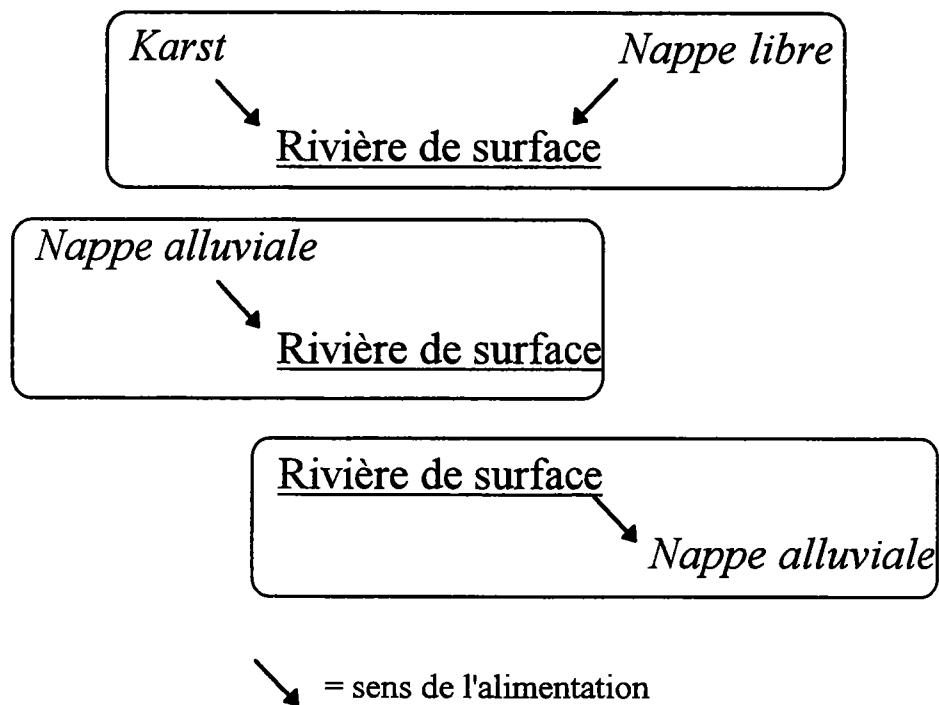 Karst
Nappe libre
Rivière de surface
Nappe alluviale
Rivière de surface
Rivière de surface
Nappe alluviale
= sens de l'alimentation